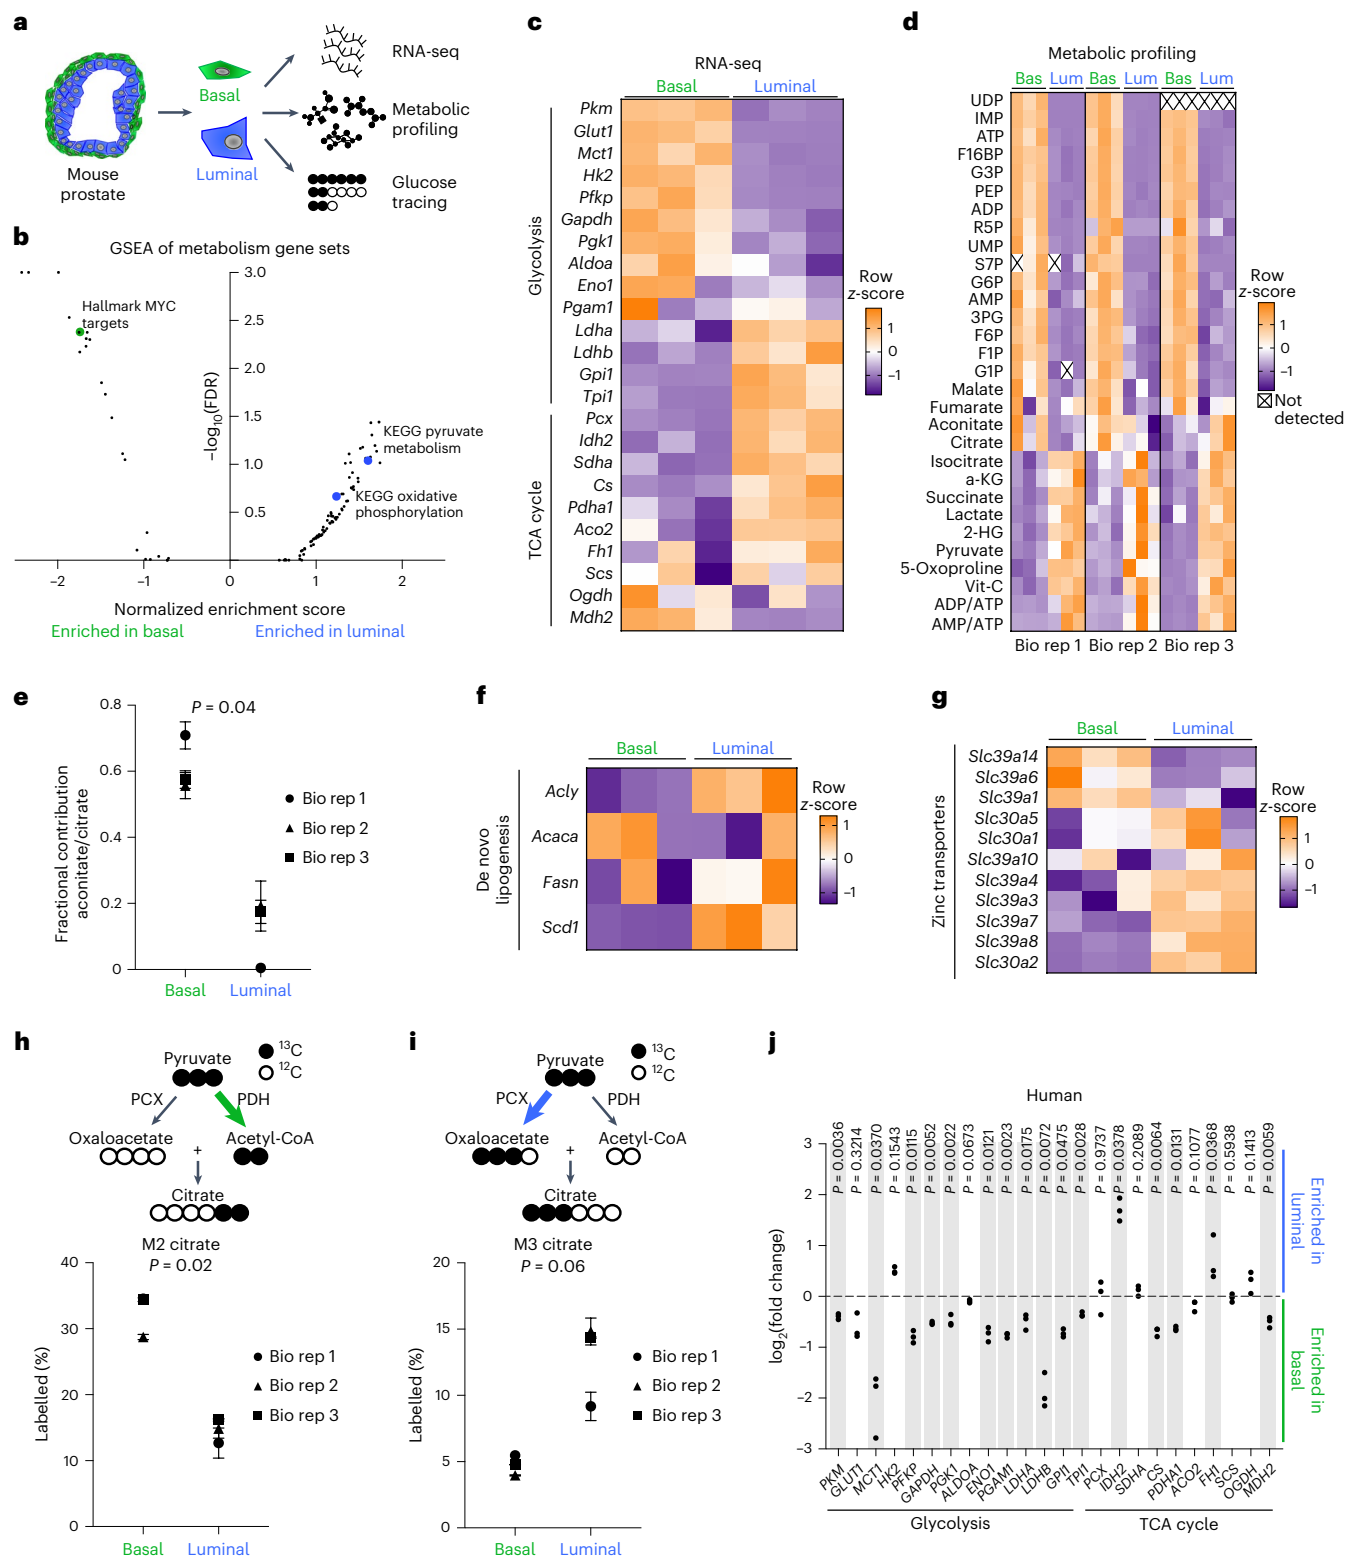 a
Mouse
prostate
Basal
Luminal
RNA-seq
Metabolic
profiling
Glucose
tracing
b
GSEA of metabolism gene sets
3.0
2.5
2.0
1.5
1.0
0.5
−log10(FDR)
Hallmark MYC
targets
KEGG pyruvate
metabolism
KEGG oxidative
phosphorylation
−2
−1
0
1
2
Normalized enrichment score
Enriched in basal
Enriched in luminal
c
RNA-seq
Basal
Luminal
Glycolysis
Pkm
Glut1
Mct1
Hk2
Pfkp
Gapdh
Pgk1
Aldoa
Eno1
Pgam1
Ldha
Ldhb
Gpi1
Tpi1
TCA cycle
Pcx
Idh2
Sdha
Cs
Pdha1
Aco2
Fh1
Scs
Ogdh
Mdh2
Row
z-score
1
0
−1
d
Metabolic profiling
Bas Lum Bas Lum Bas Lum
UDP
IMP
ATP
F16BP
G3P
PEP
ADP
R5P
UMP
S7P
G6P
AMP
3PG
F6P
F1P
G1P
Malate
Fumarate
Aconitate
Citrate
Isocitrate
a-KG
Succinate
Lactate
2-HG
Pyruvate
5-Oxoproline
Vit-C
ADP/ATP
AMP/ATP
Bio rep 1 Bio rep 2 Bio rep 3
Row
z-score
1
0
−1
Not
detected
e
Fractional contribution
aconitate/citrate
0.8
0.6
0.4
0.2
0
P = 0.04
Bio rep 1
Bio rep 2
Bio rep 3
Basal
Luminal
f
Basal
Luminal
De novo
lipogenesis
Acly
Acaca
Fasn
Scd1
Row
z-score
1
0
−1
g
Basal
Luminal
Zinc transporters
Slc39a14
Slc39a6
Slc39a1
Slc30a5
Slc30a1
Slc39a10
Slc39a4
Slc39a3
Slc39a7
Slc39a8
Slc30a2
Row
z-score
1
0
−1
h
Pyruvate
13C
12C
PCX
PDH
Oxaloacetate
Acetyl-CoA
+
Citrate
M2 citrate
P = 0.02
Labelled (%)
40
30
20
10
0
Bio rep 1
Bio rep 2
Bio rep 3
Basal
Luminal
i
Pyruvate
13C
12C
PCX
PDH
Oxaloacetate
Acetyl-CoA
+
Citrate
M3 citrate
P = 0.06
Labelled (%)
20
15
10
5
0
Bio rep 1
Bio rep 2
Bio rep 3
Basal
Luminal
j
Human
log2(fold change)
3
2
1
0
−1
−2
−3
P = 0.0036
P = 0.3214
P = 0.0370
P = 0.1543
P = 0.0115
P = 0.0052
P = 0.0022
P = 0.0673
P = 0.0121
P = 0.0023
P = 0.0175
P = 0.0072
P = 0.0475
P = 0.0028
P = 0.9737
P = 0.0378
P = 0.2089
P = 0.0064
P = 0.0131
P = 0.1077
P = 0.0368
P = 0.5938
P = 0.1413
P = 0.0059
Enriched in
luminal
Enriched in
basal
PKM
GLUT1
MCT1
HK2
PFKP
GAPDH
PGK1
ALDOA
ENO1
PGAM1
LDHA
LDHB
GPI1
TPI1
PCX
IDH2
SDHA
CS
PDHA1
ACO2
FH1
SCS
OGDH
MDH2
Glycolysis
TCA cycle